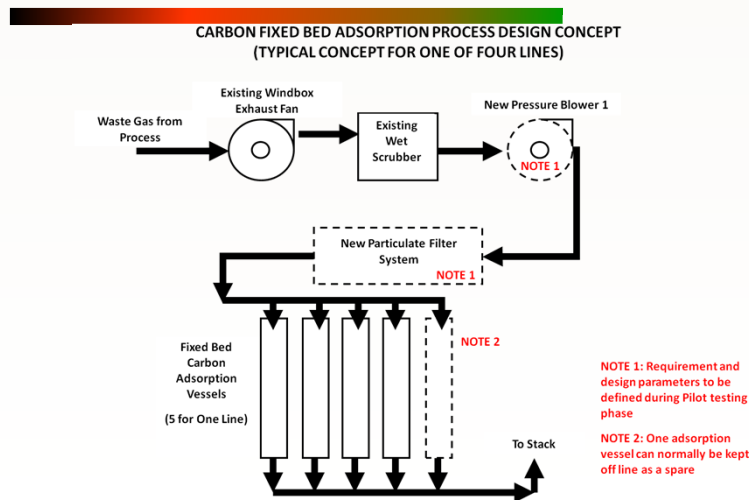 CARBON FIXED BED ADSORPTION PROCESS DESIGN CONCEPT
(TYPICAL CONCEPT FOR ONE OF FOUR LINES)
Existing Windbox
Exhaust Fan
New Pressure Blower 1
Waste Gas from
Process
Existing
Wet
Scrubber
NOTE 1
New Particulate Filter
System
NOTE 1
NOTE 2
Fixed Bed
Carbon
Adsorption
Vessels
(5 for One Line)
NOTE 1: Requirement and
design parameters to be
defined during Pilot testing
phase
NOTE 2: One adsorption
vessel can normally be kept
off line as a spare
To Stack